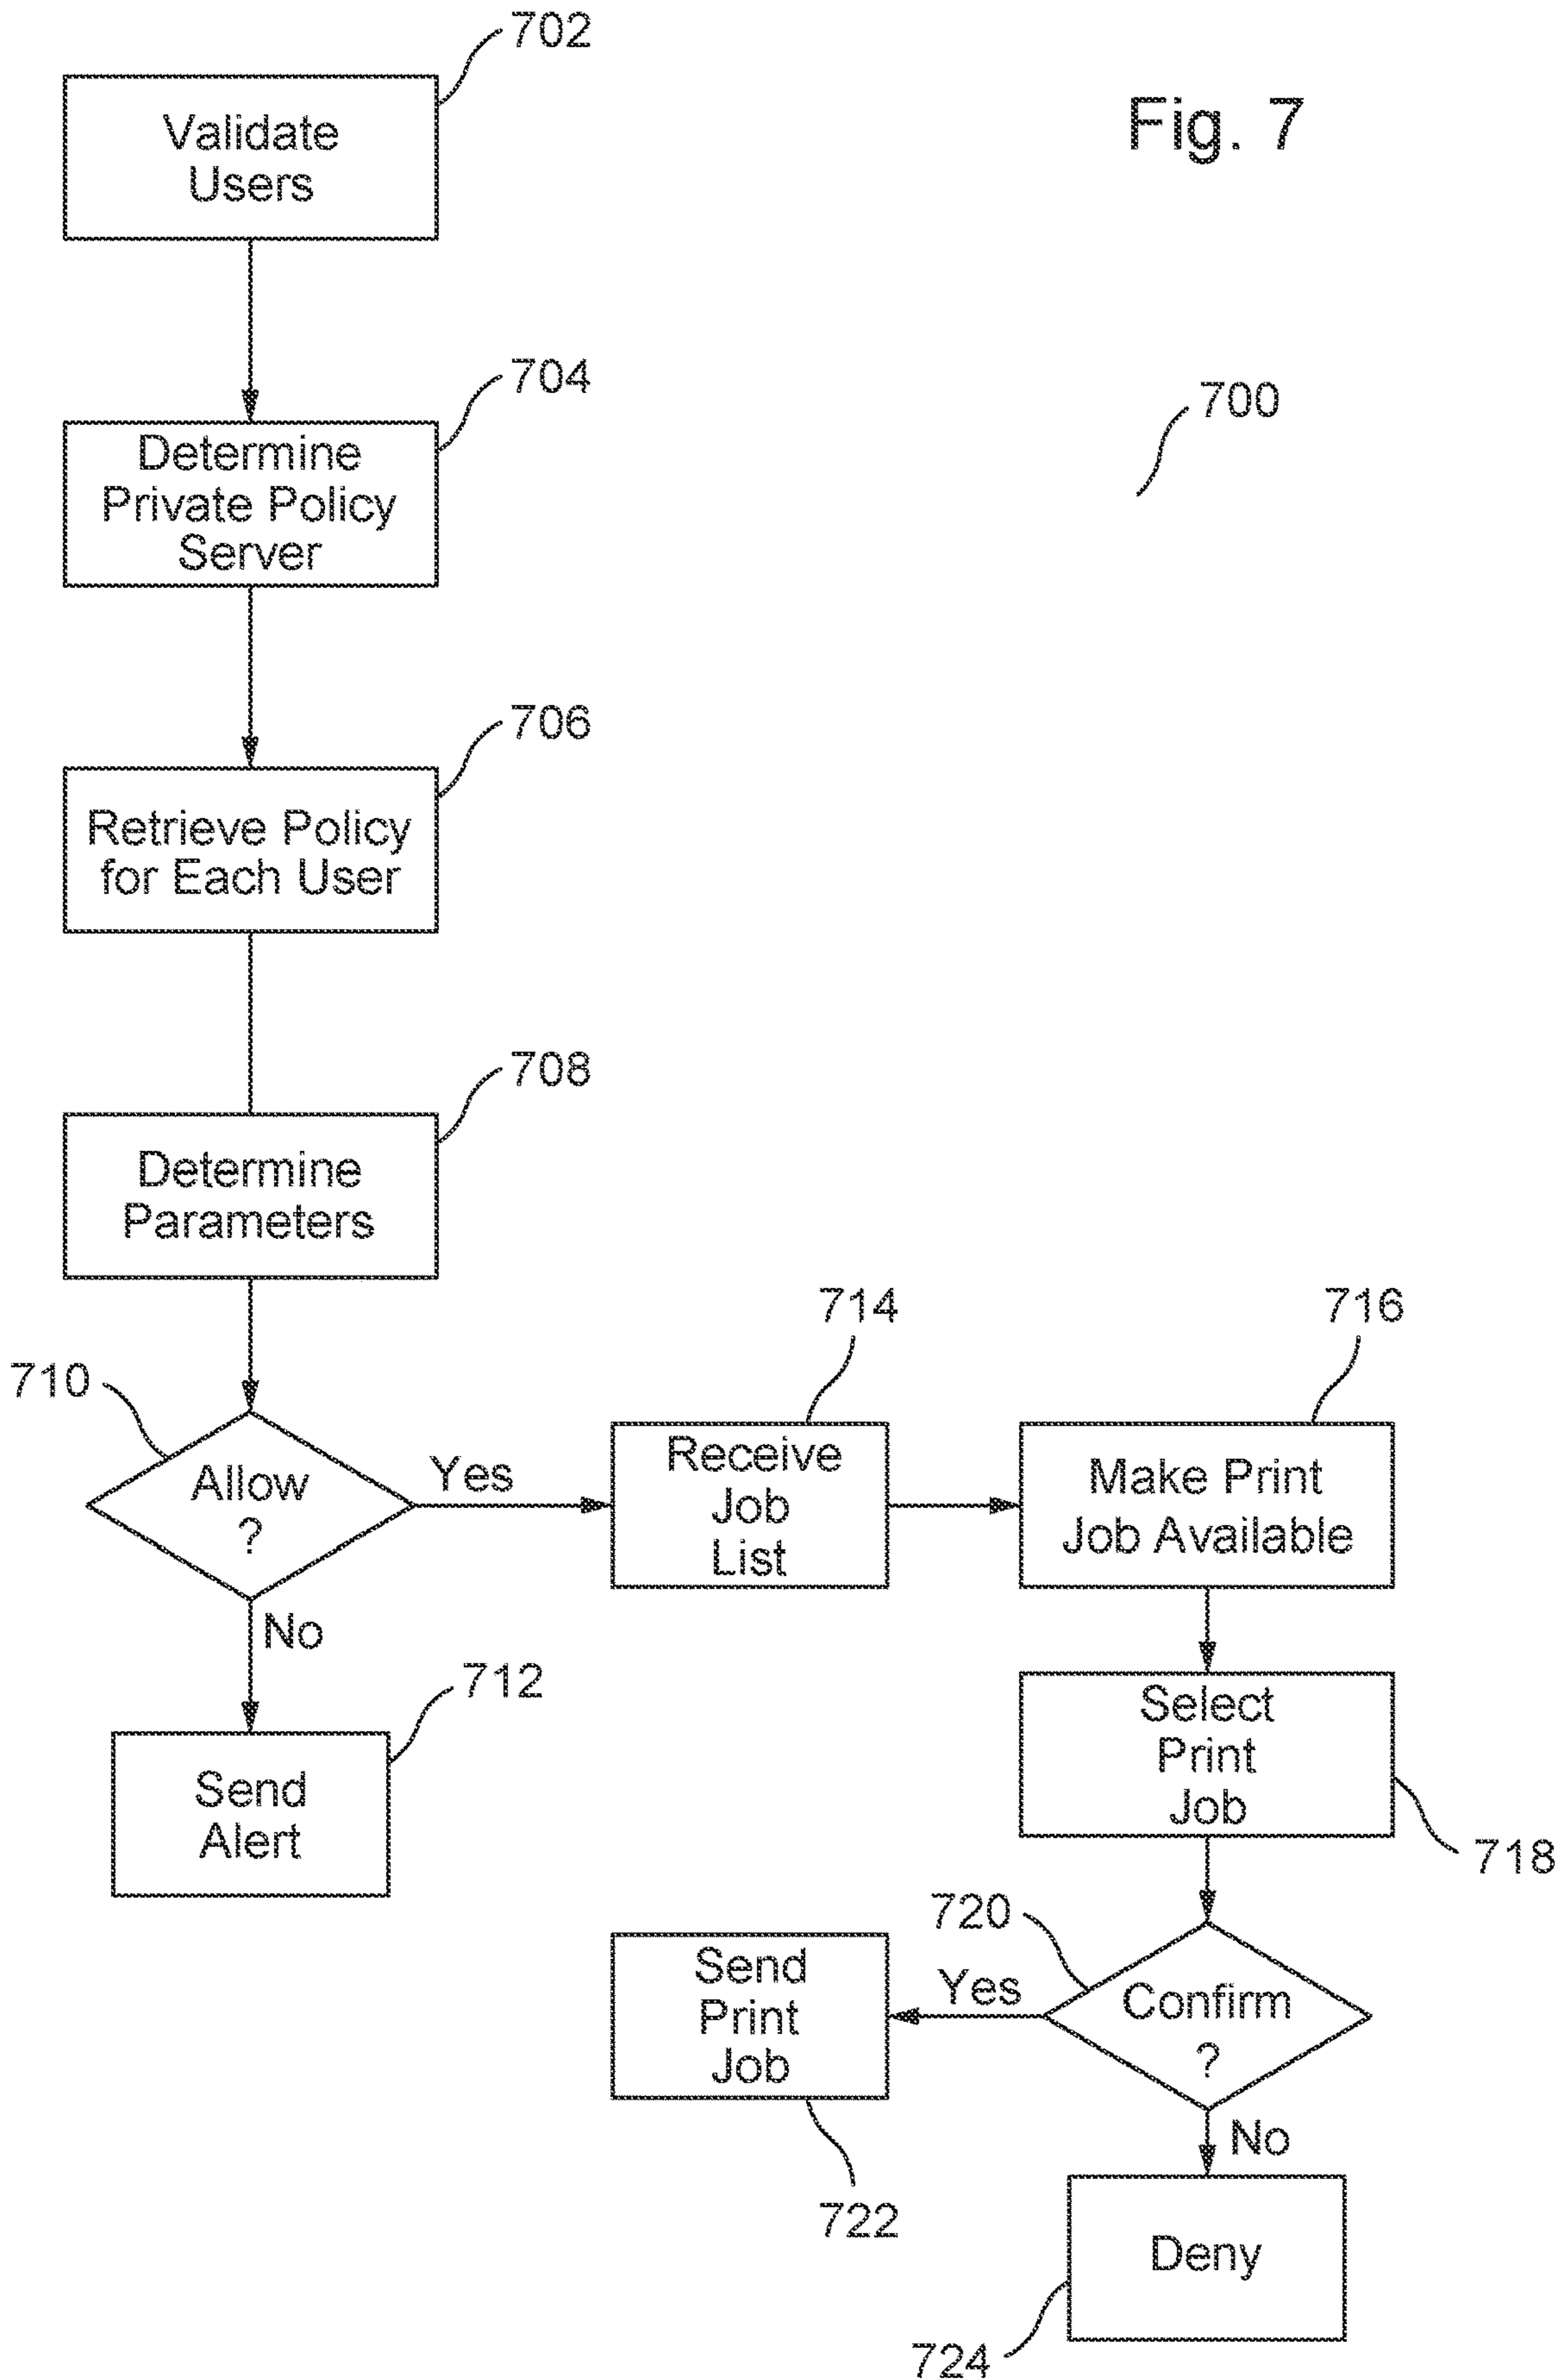 Fig. 7
700
702
Validate
Users
704
Determine
Private Policy
Server
706
Retrieve Policy
for Each User
708
Determine
Parameters
710
Allow
?
Yes
No
712
Send
Alert
714
Receive
Job
List
716
Make Print
Job Available
718
Select
Print
Job
720
Confirm
?
Yes
No
722
Send
Print
Job
724
Deny